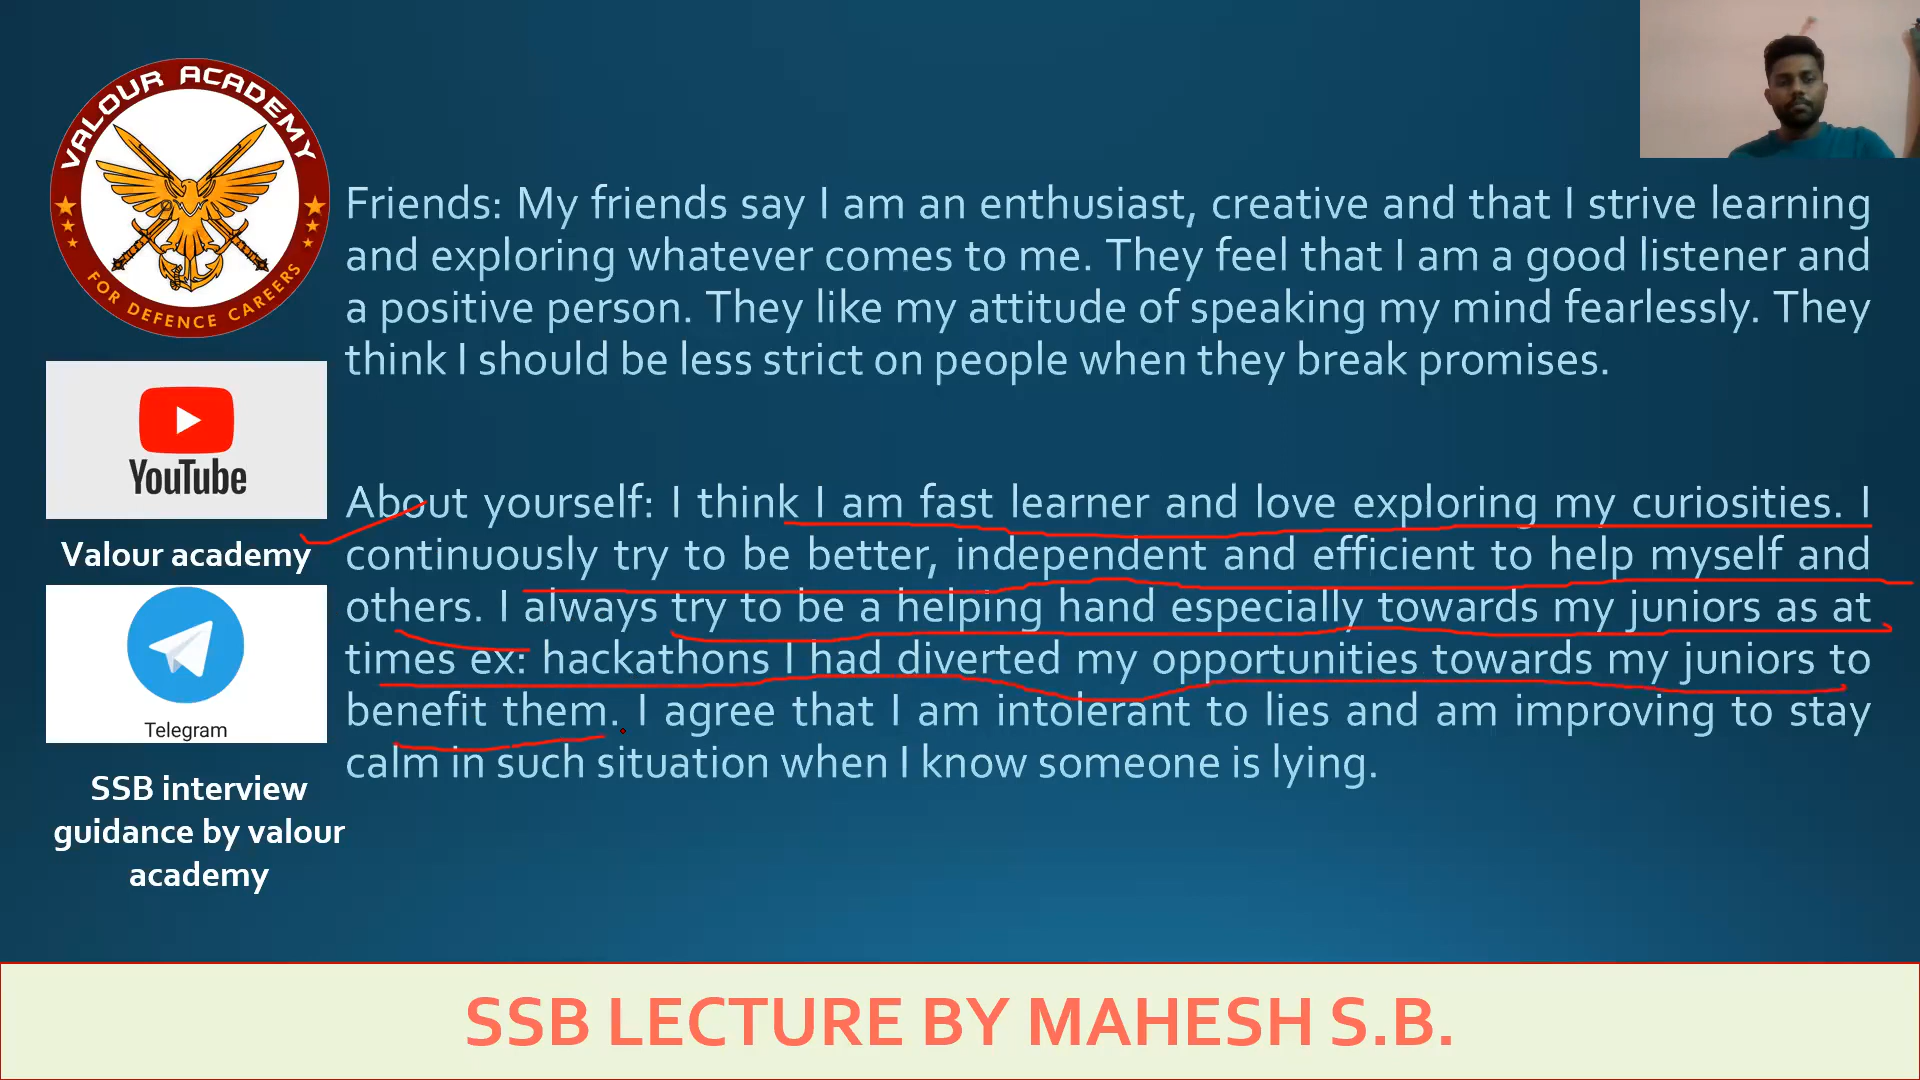 VALOUR ACADEMY
FOR DEFENCE CAREERS
YouTube
Valour academy
Telegram
SSB interview
guidance by valour
academy
Friends: My friends say I am an enthusiast, creative and that I strive learning
and exploring whatever comes to me. They feel that I am a good listener and
a positive person. They like my attitude of speaking my mind fearlessly. They
think I should be less strict on people when they break promises.
About yourself: I think I am fast learner and love exploring my curiosities. I
continuously try to be better, independent and efficient to help myself and
others. I always try to be a helping hand especially towards my juniors as at
times ex: hackathons I had diverted my opportunities towards my juniors to
benefit them. I agree that I am intolerant to lies and am improving to stay
calm in such situation when I know someone is lying.
SSB LECTURE BY MAHESH S.B.